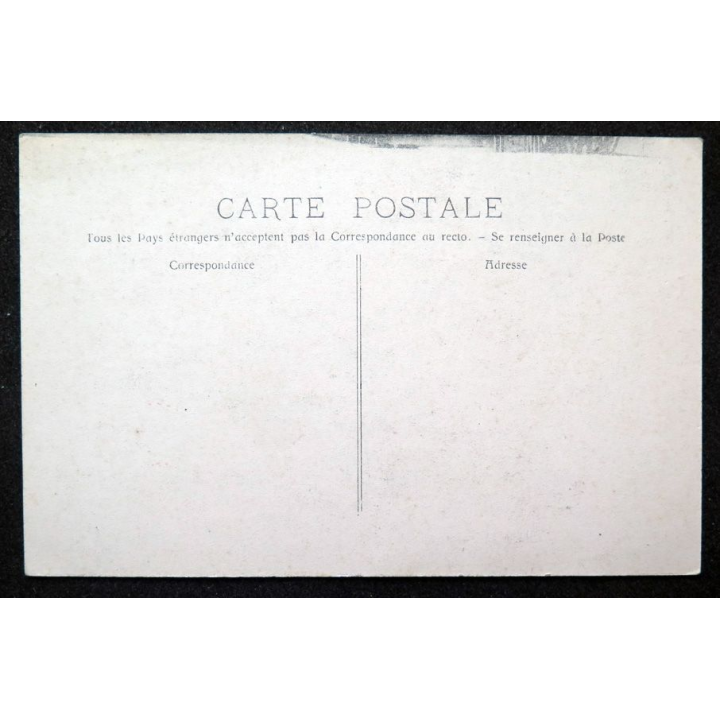 CARTE POSTALE
Tous les Pays étrangers n'acceptent pas la Correspondance au recto. – Se renseigner à la Poste
Correspondance
Adresse